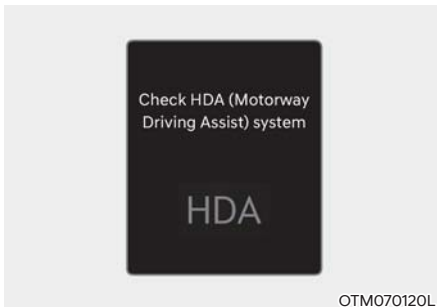 Check HDA (Motorway
Driving Assist) system
HDA
OTM070120L